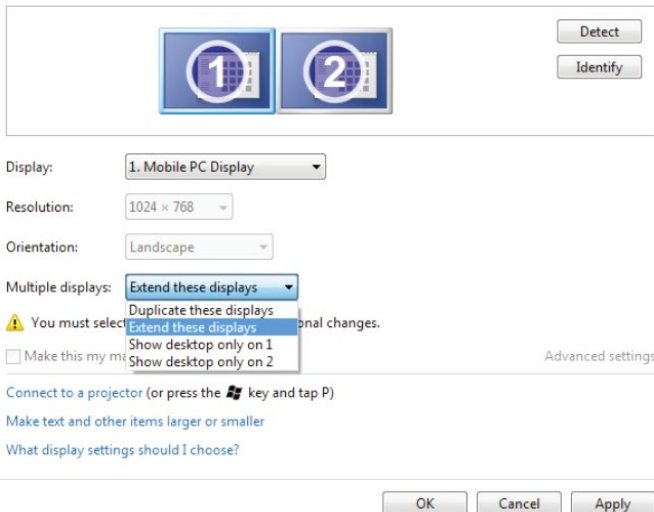 1
2
Detect
Identify
Display: 1. Mobile PC Display
Resolution: 1024 × 768
Orientation: Landscape
Multiple displays: Extend these displays
Duplicate these displays
Extend these displays
Show desktop only on 1
Show desktop only on 2
You must select onal changes.
Make this my ma Advanced settings
Connect to a projector (or press the key and tap P)
Make text and other items larger or smaller
What display settings should I choose?
OK Cancel Apply